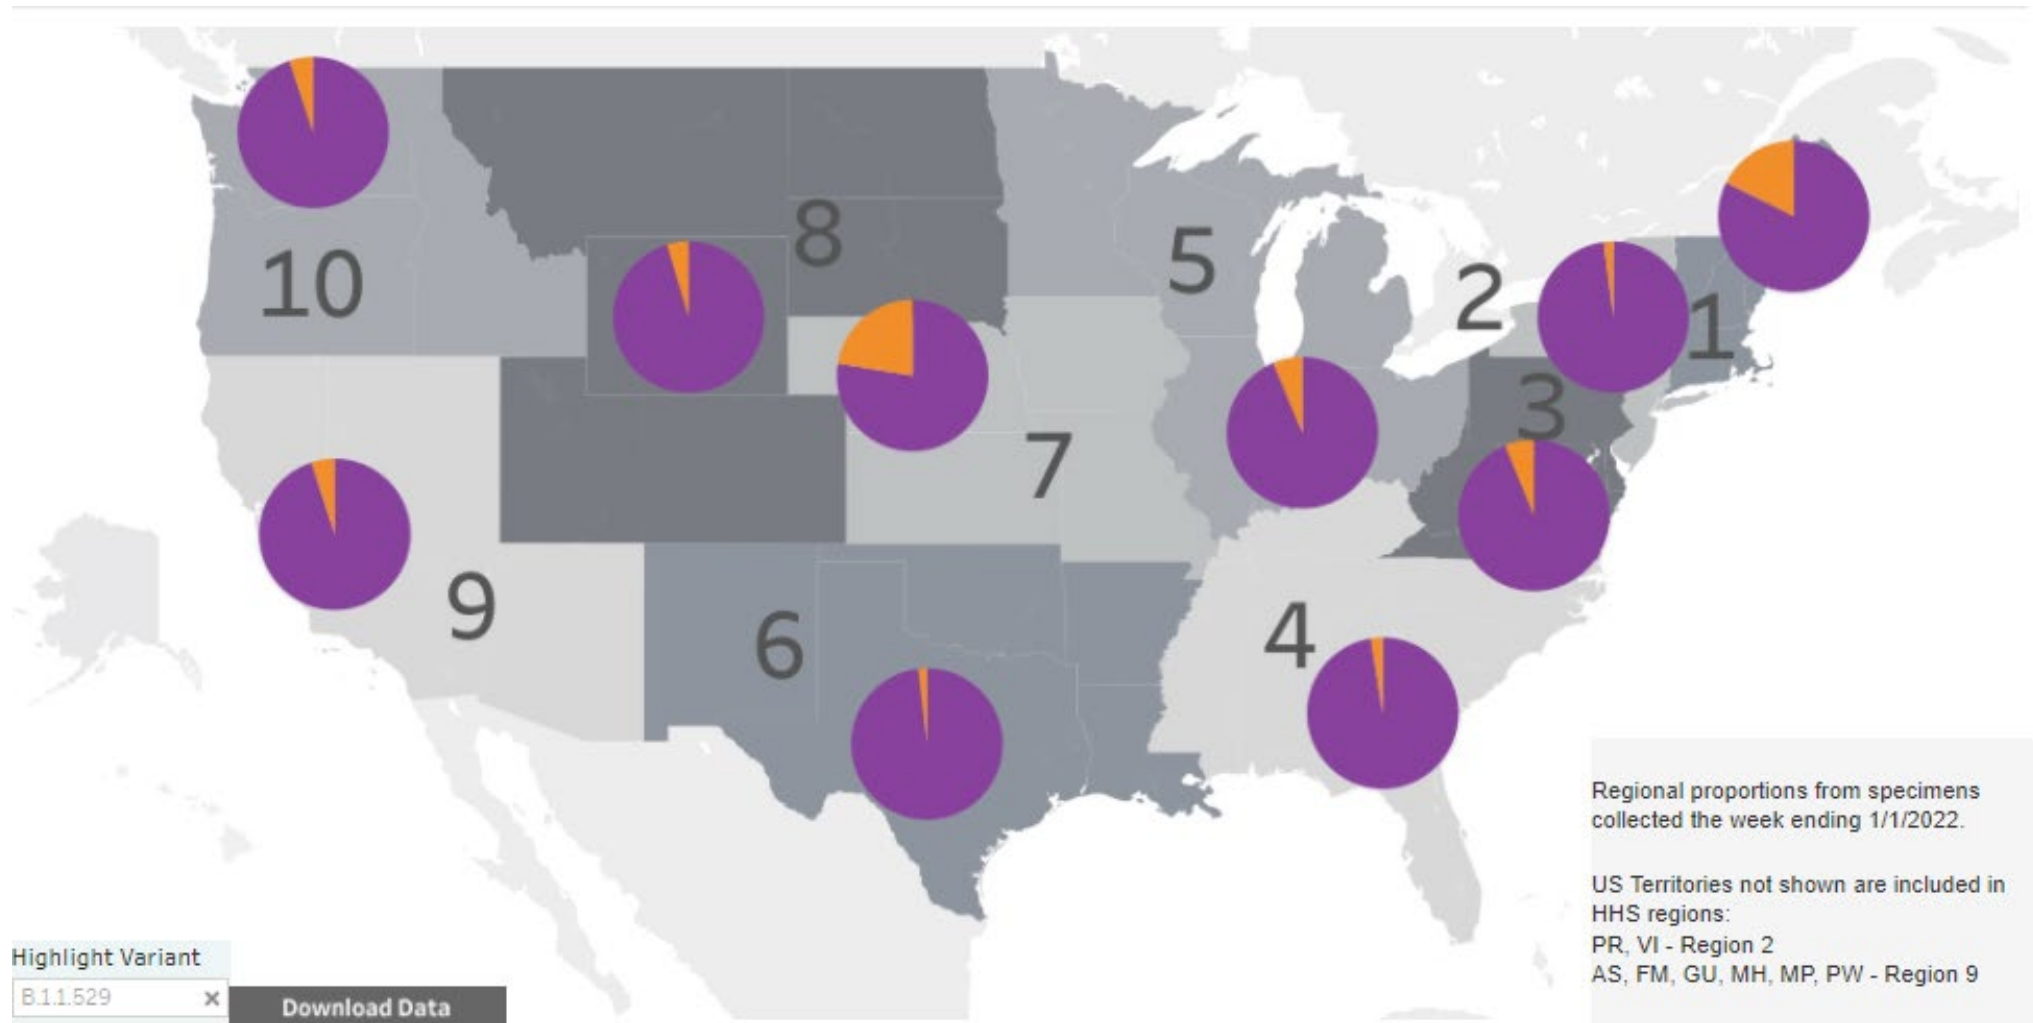 10
8
5
2
1
3
7
9
6
4
Regional proportions from specimens
collected the week ending 1/1/2022.
US Territories not shown are included in
HHS regions:
PR, VI - Region 2
AS, FM, GU, MH, MP, PW - Region 9
Highlight Variant
B.1.1.529 ×
Download Data